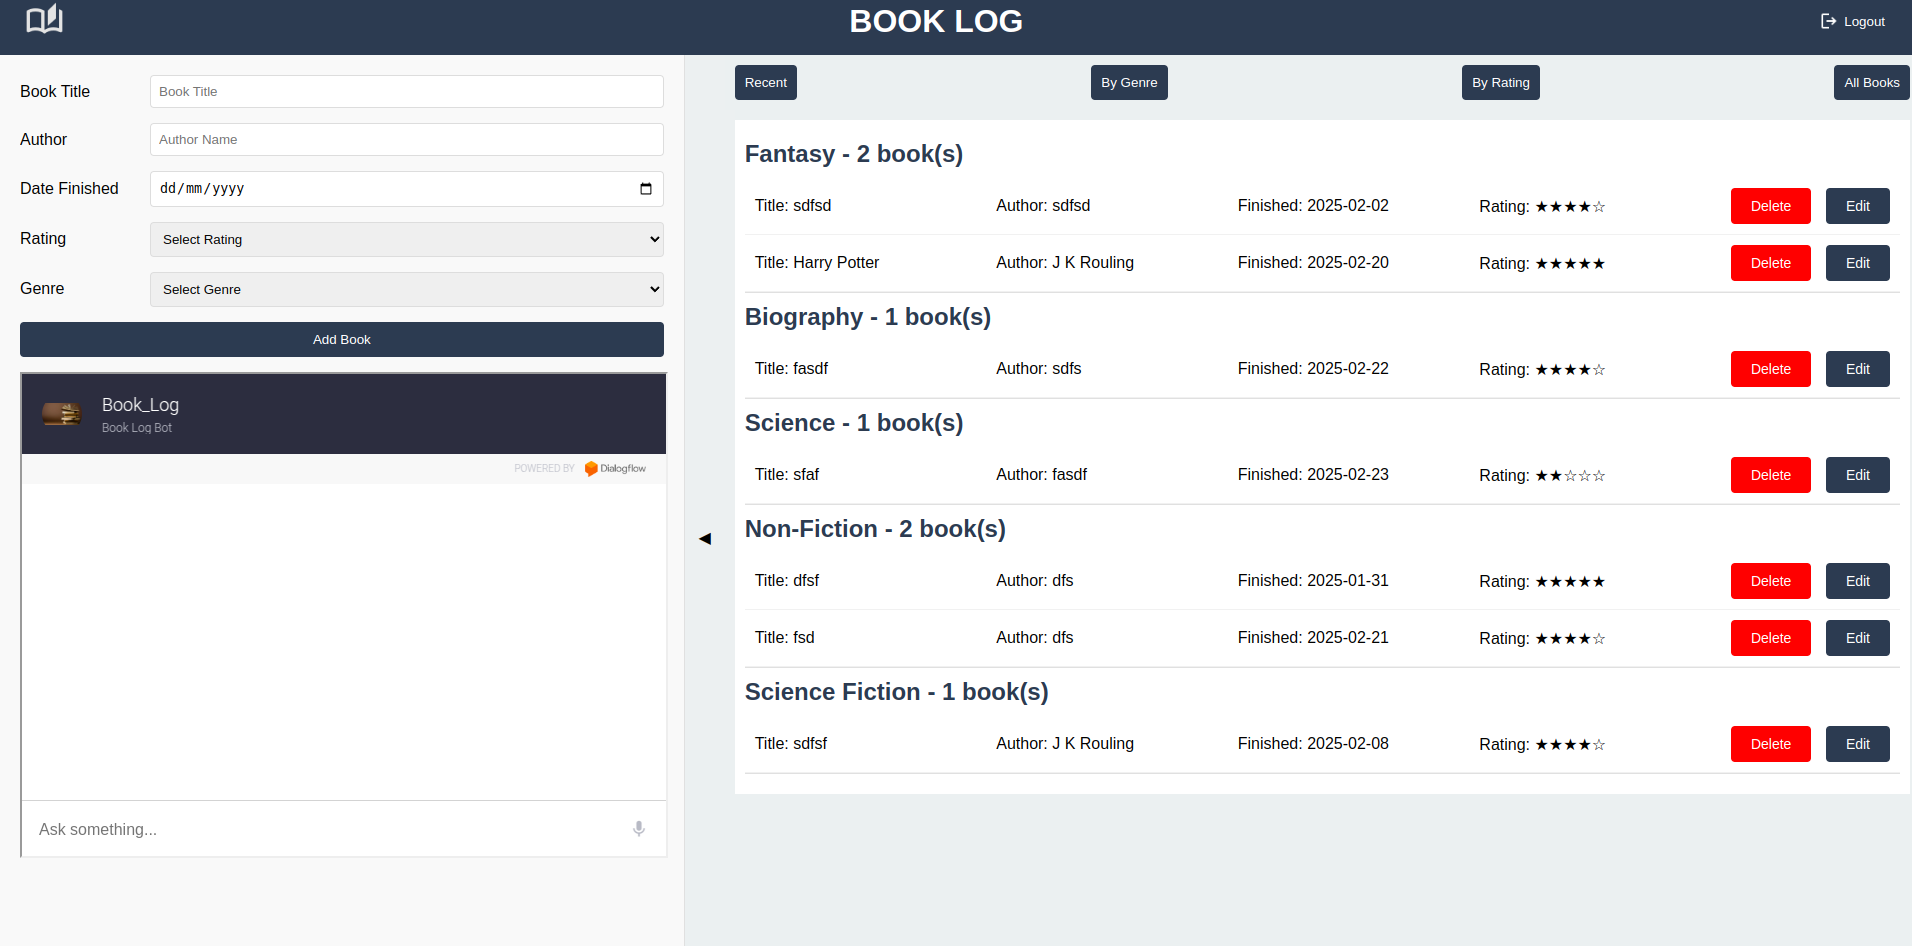 BOOK LOG
Logout
Book Title Book Title
Author Author Name
Date Finished dd/mm/yyyy
Rating Select Rating
Genre Select Genre
Add Book
Book_Log
Book Log Bot
POWERED BY Dialogflow
Ask something...
◀
Recent By Genre By Rating All Books
Fantasy - 2 book(s)
Title: sdfsd Author: sdfsd Finished: 2025-02-02 Rating: ★★★★☆ Delete Edit
Title: Harry Potter Author: J K Rouling Finished: 2025-02-20 Rating: ★★★★★ Delete Edit
Biography - 1 book(s)
Title: fasdf Author: sdfs Finished: 2025-02-22 Rating: ★★★★☆ Delete Edit
Science - 1 book(s)
Title: sfaf Author: fasdf Finished: 2025-02-23 Rating: ★★☆☆☆ Delete Edit
Non-Fiction - 2 book(s)
Title: dfsf Author: dfs Finished: 2025-01-31 Rating: ★★★★★ Delete Edit
Title: fsd Author: dfs Finished: 2025-02-21 Rating: ★★★★☆ Delete Edit
Science Fiction - 1 book(s)
Title: sdfsf Author: J K Rouling Finished: 2025-02-08 Rating: ★★★★☆ Delete Edit